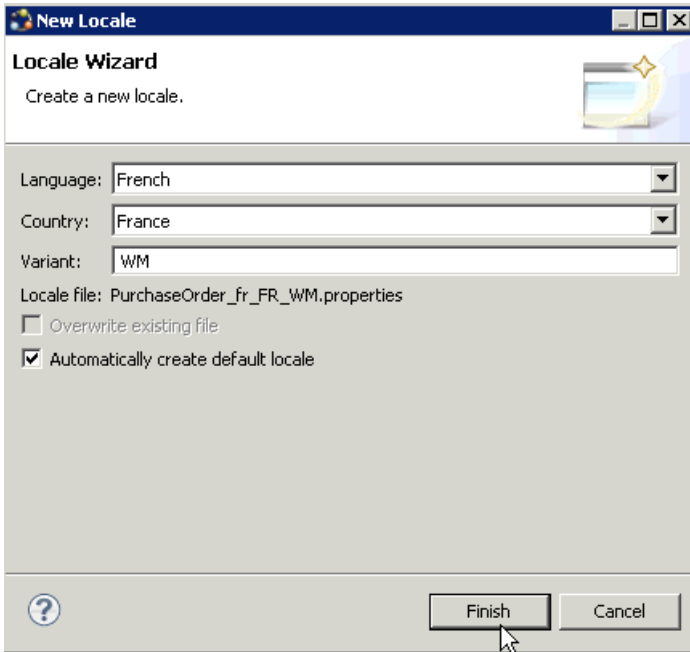 New Locale
Locale Wizard
Create a new locale.
Language: French
Country: France
Variant: WM
Locale file: PurchaseOrder_fr_FR_WM.properties
Overwrite existing file
Automatically create default locale
? Finish Cancel